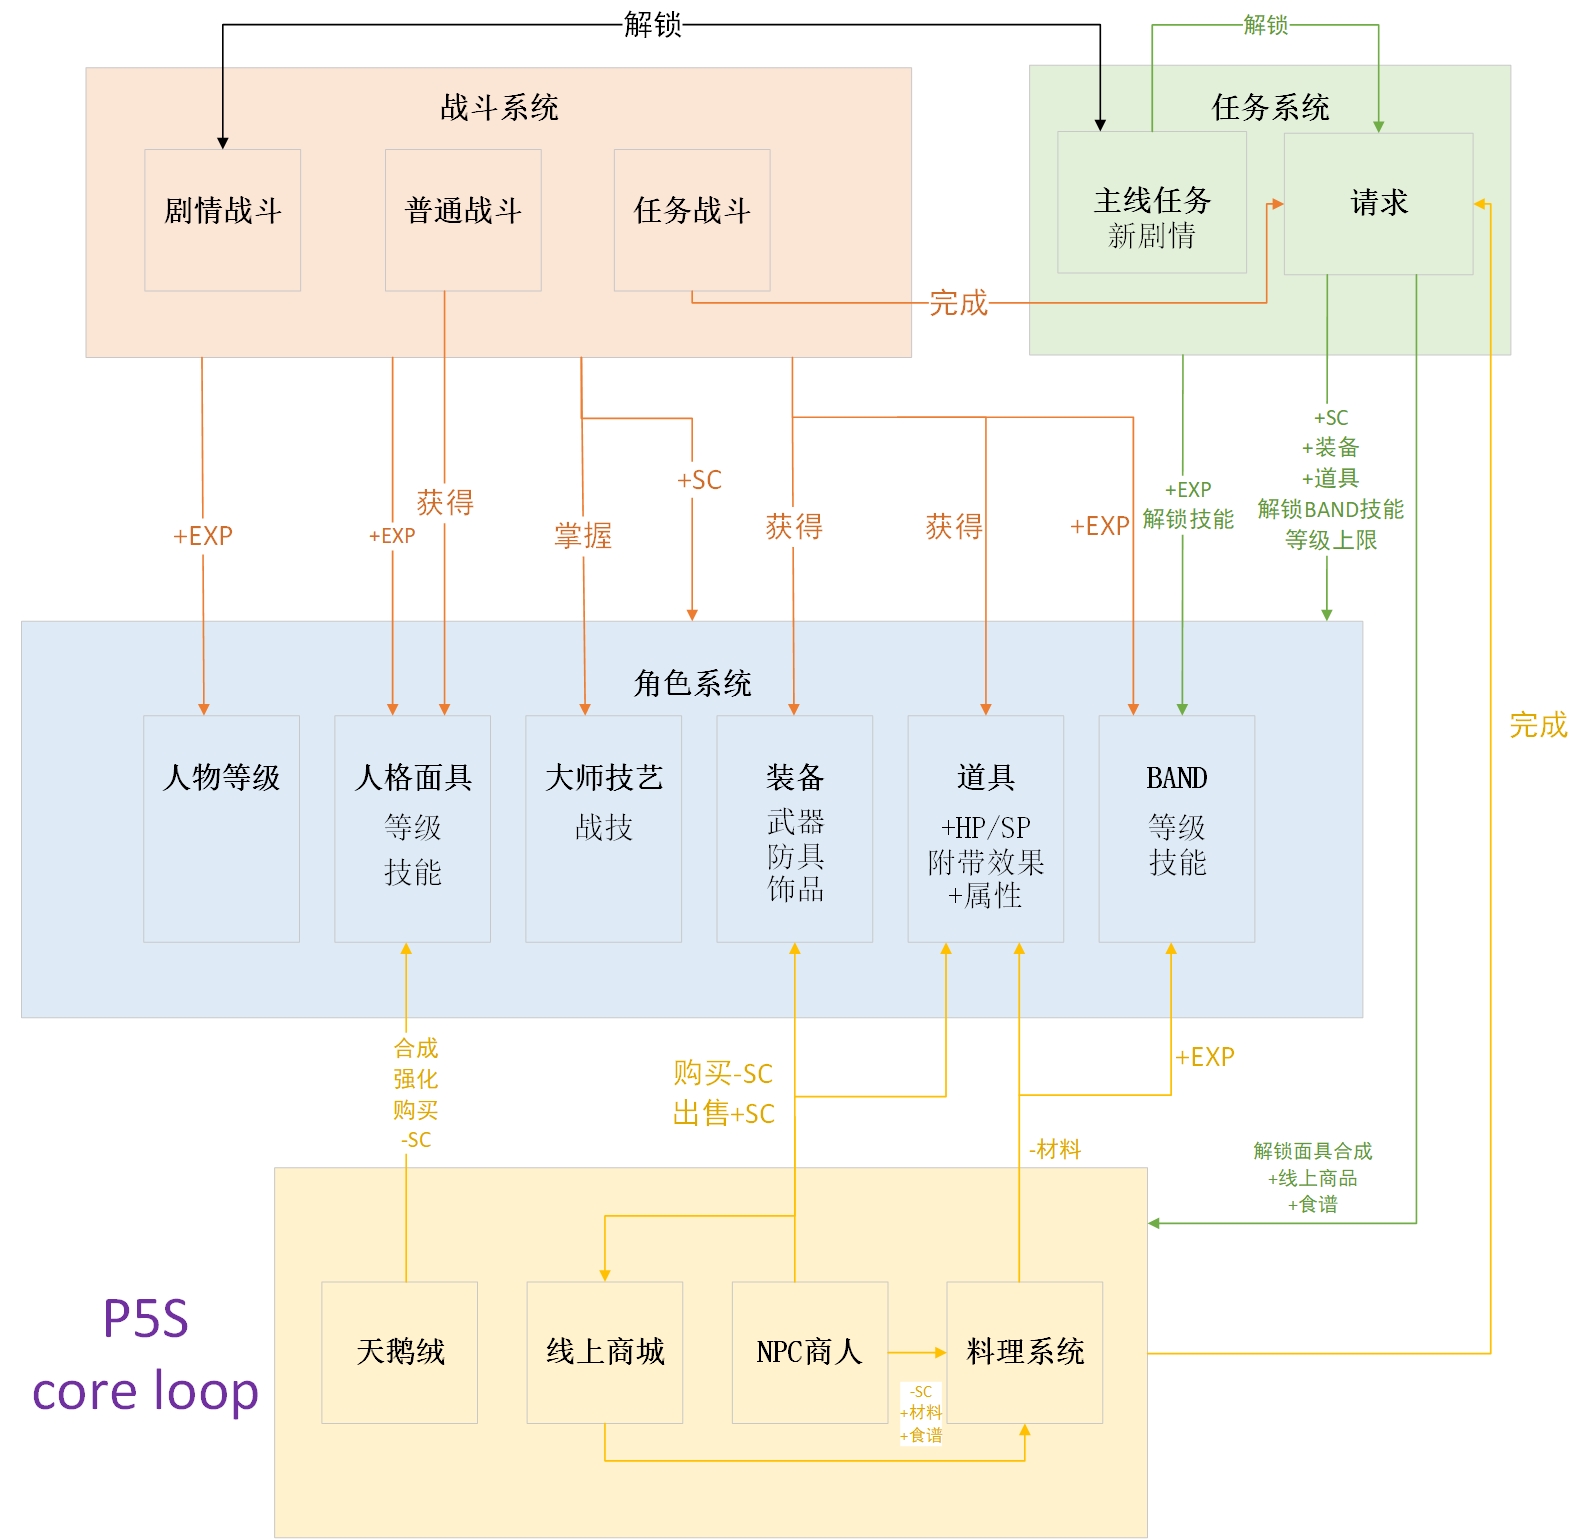 解锁
解锁
战斗系统
任务系统
剧情战斗
普通战斗
任务战斗
主线任务
新剧情
请求
完成
+SC
+装备
+道具
解锁BAND技能
等级上限
+EXP
解锁技能
+EXP
+EXP
获得
掌握
+SC
获得
获得
+EXP
角色系统
人物等级
人格面具
等级
技能
大师技艺
战技
装备
武器
防具
饰品
道具
+HP/SP
附带效果
+属性
BAND
等级
技能
完成
合成
强化
购买
-SC
购买-SC
出售+SC
-材料
+EXP
解锁面具合成
+线上商品
+食谱
天鹅绒
线上商城
NPC商人
料理系统
-SC
+材料
+食谱
P5S
core loop